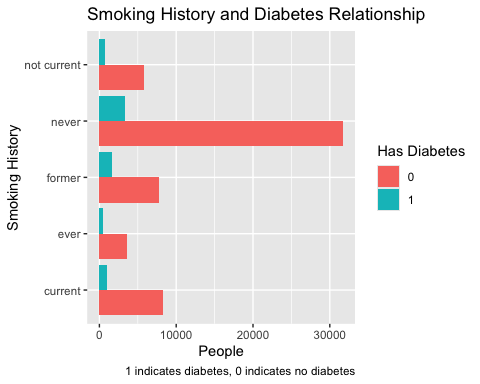 Smoking History and Diabetes Relationship
not current
never
former
ever
current
Smoking History
0
10000
20000
30000
People
Has Diabetes
0
1
1 indicates diabetes, 0 indicates no diabetes